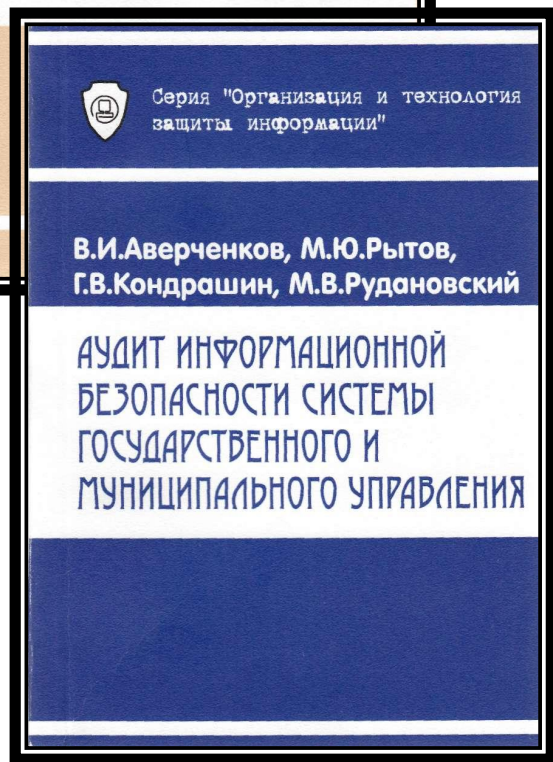 Серия "Организация и технология
защиты информации"
В.И.Аверченков, М.Ю.Рытов,
Г.В.Кондрашин, М.В.Рудановский
АУДИТ ИНФОРМАЦИОННОЙ
БЕЗОПАСНОСТИ СИСТЕМЫ
ГОСУДАРСТВЕННОГО И
МУНИЦИПАЛЬНОГО УПРАВЛЕНИЯ